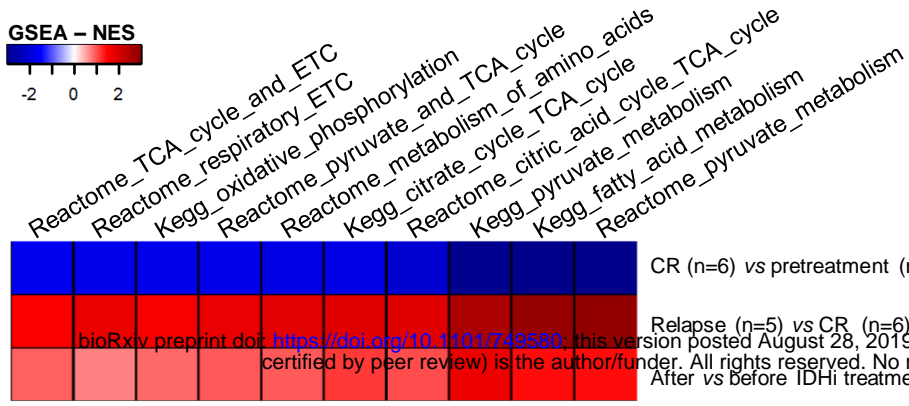 GSEA – NES
-2 0 2
Reactome_TCA_cycle_and_ETC
Reactome_respiratory_ETC
Kegg_oxidative_phosphorylation
Reactome_pyruvate_and_TCA_cycle
Reactome_metabolism_of_amino_acids
Kegg_citrate_cycle_TCA_cycle
Reactome_citric_acid_cycle_TCA_cycle
Kegg_pyruvate_metabolism
Kegg_fatty_acid_metabolism
Reactome_pyruvate_metabolism
CR (n=6) vs pretreatment (n
Relapse (n=5) vs CR (n=6)
bioRxiv preprint doi: https://doi.org/10.1101/749580; this version posted August 28, 2019
certified by peer review) is the author/funder. All rights reserved. No r
After vs before IDHi treatme